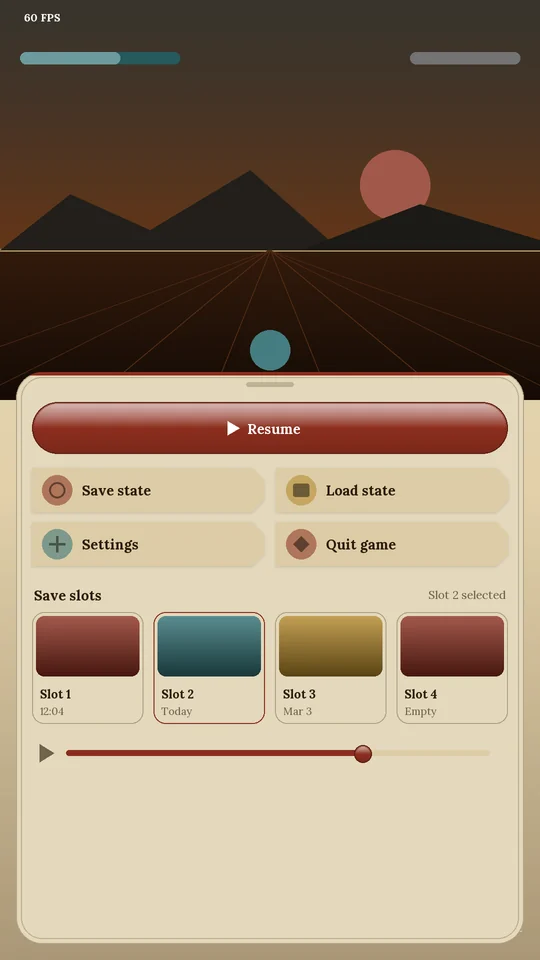 60 FPS
Resume
Save state
Load state
Settings
Quit game
Save slots
Slot 2 selected
Slot 1
12:04
Slot 2
Today
Slot 3
Mar 3
Slot 4
Empty